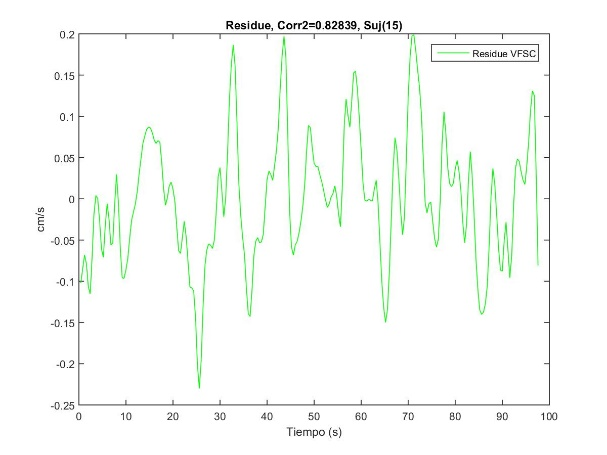 Residue, Corr2=0.82839, Suj(15)
Residue VFSC
0.2
0.15
0.1
0.05
0
-0.05
-0.1
-0.15
-0.2
-0.25
cm/s
0 10 20 30 40 50 60 70 80 90 100
Tiempo (s)